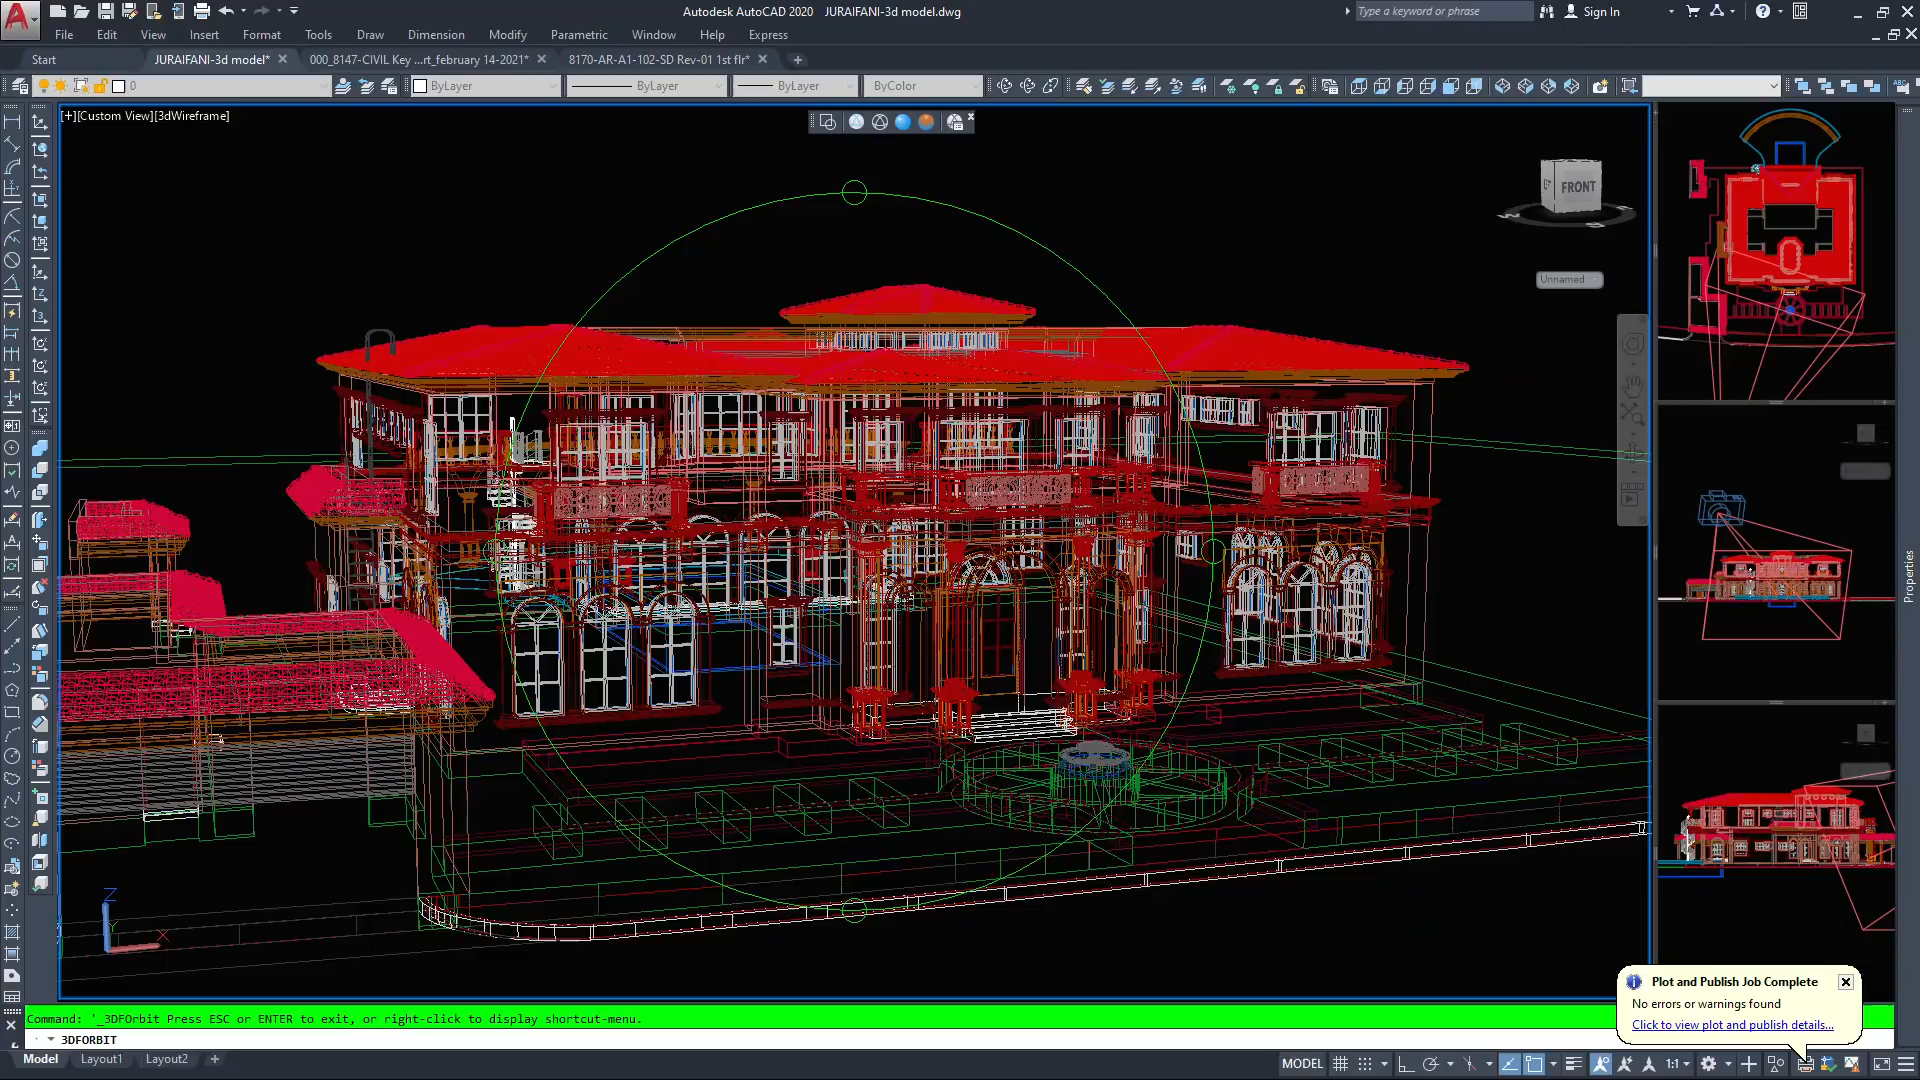 Autodesk AutoCAD 2020 JURAIFANI-3d model.dwg
Type a keyword or phrase
Sign In
File Edit View Insert Format Tools Draw Dimension Modify Parametric Window Help Express
Start
JURAIFANI-3d model*
000_8147-CIVIL Key ...rt_february 14-2021*
8170-AR-A1-102-SD Rev-01 1st flr*
0
ByLayer
ByLayer
ByLayer
ByColor
[+][Custom View][3dWireframe]
FRONT
Unnamed
Properties
Z
Y
X
Plot and Publish Job Complete
No errors or warnings found
Click to view plot and publish details...
Command: '_3DFOrbit Press ESC or ENTER to exit, or right-click to display shortcut-menu.
3DFORBIT
Model Layout1 Layout2
MODEL
1:1